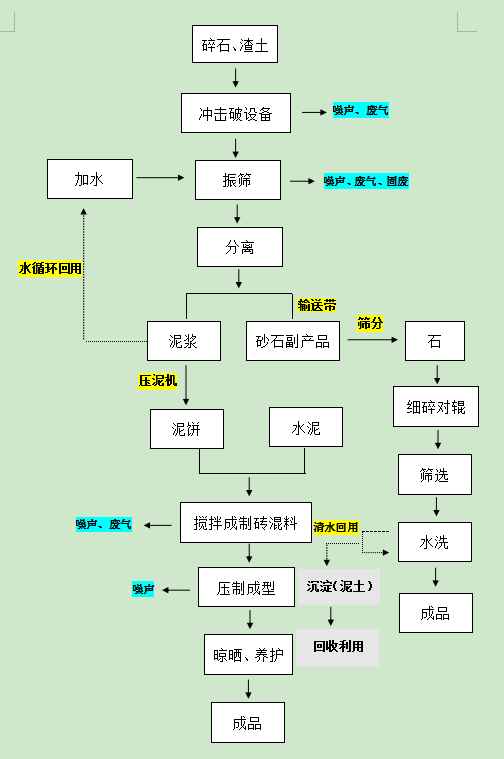 碎石、渣土
冲击破设备
噪声、废气
加水
振筛
噪声、废气、固废
分离
水循环回用
输送带
筛分
泥浆
砂石副产品
石
压泥机
细碎对辊
泥饼
水泥
筛选
噪声、废气
搅拌成制砖混料
清水回用
水洗
噪声
压制成型
沉淀（泥土）
成品
晾晒、养护
回收利用
成品